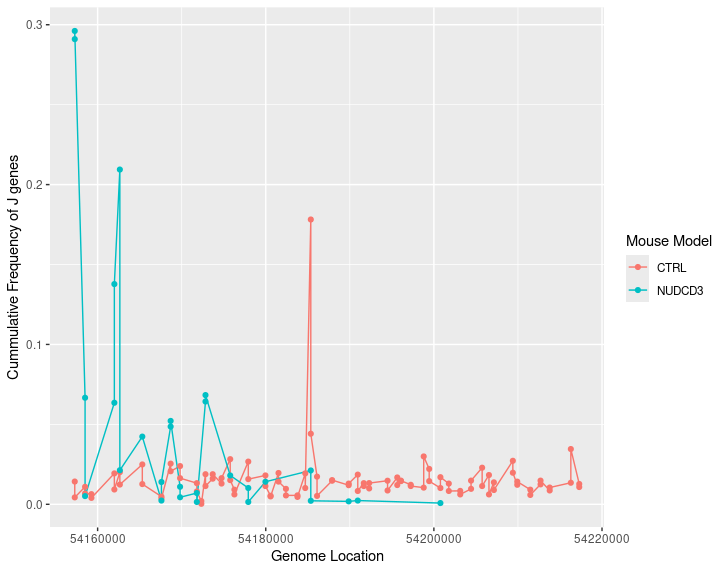 0.3
0.2
0.1
0.0
Cummulative Frequency of J genes
54160000
54180000
54200000
54220000
Genome Location
Mouse Model
CTRL
NUDCD3